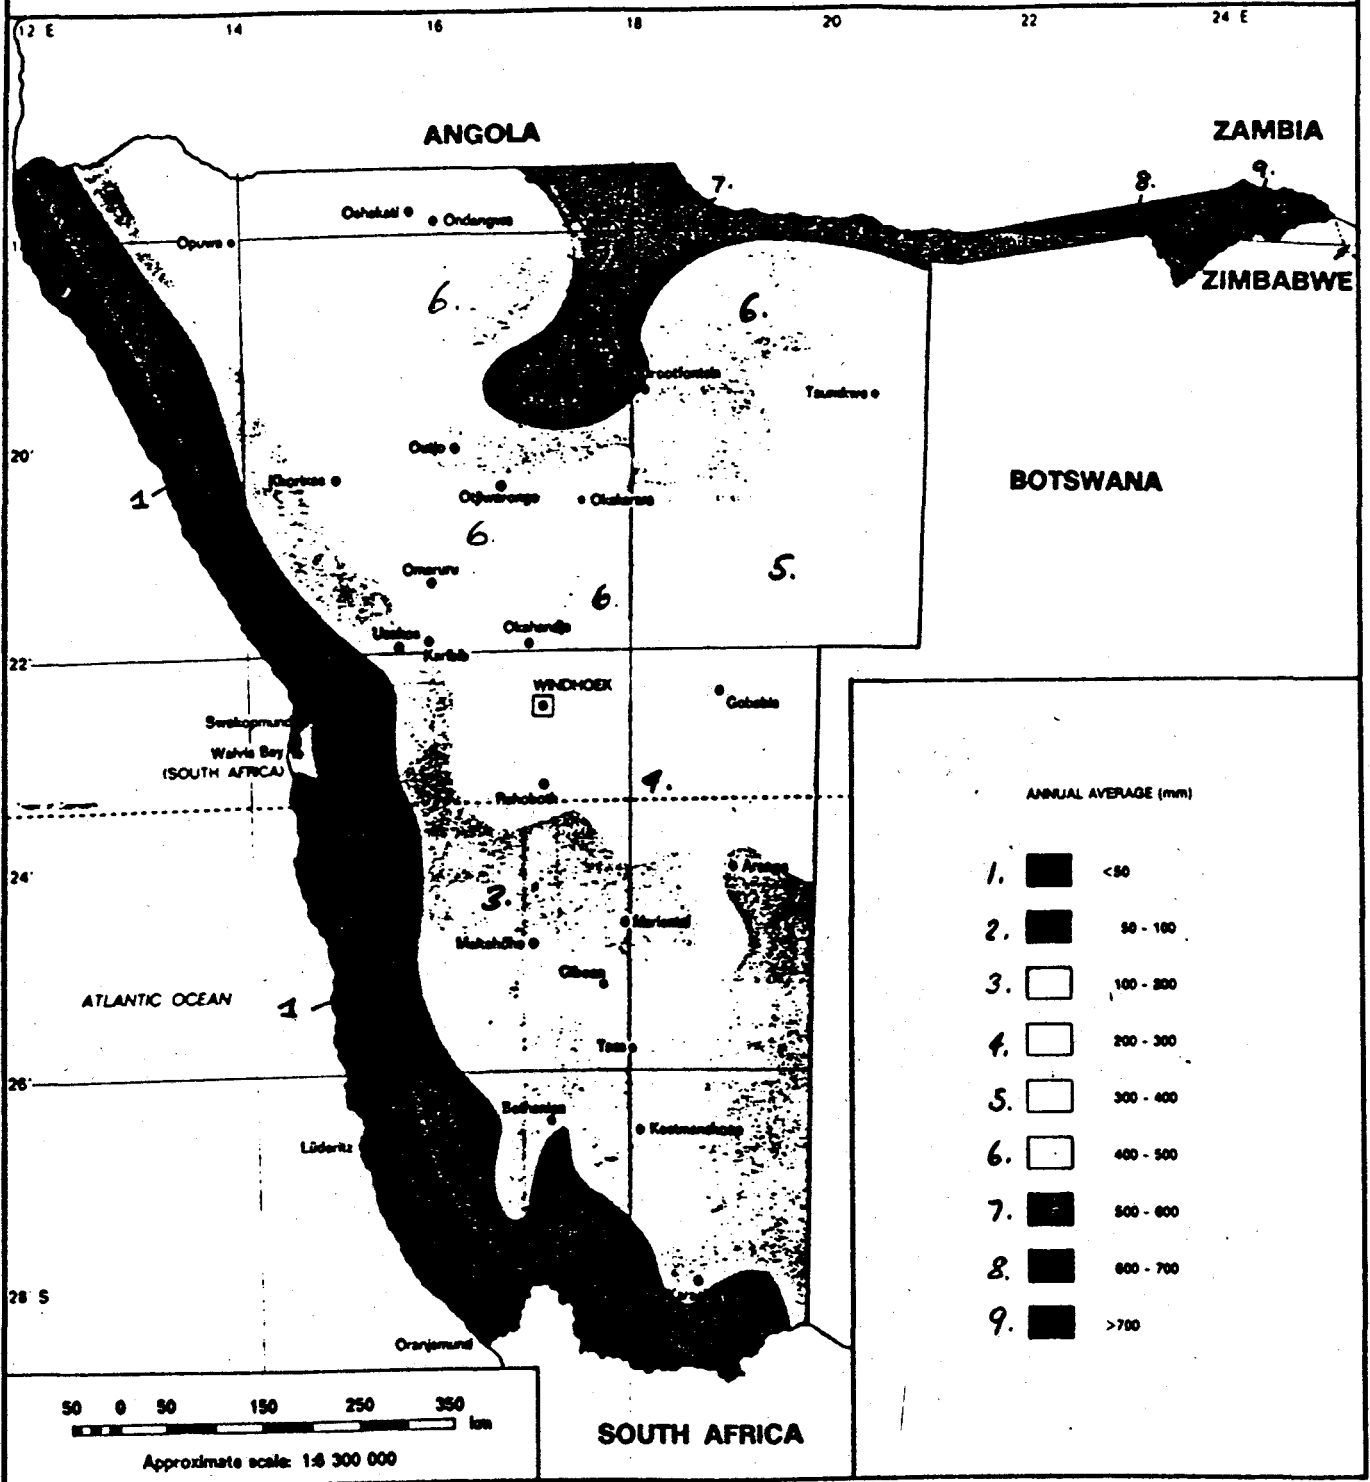 12 E 14 16 18 20 22 24 E
ANGOLA
ZAMBIA
7.
8.
9.
Oshakati
Ondangwa
Opuwo
ZIMBABWE
6.
6.
Grootfontein
Tsumkwe
Outjo
20°
BOTSWANA
Khorixas
1
Otjiwarongo
Okakarara
6.
Omaruru
5.
6
Usakos
Okahandja
Karibib
22°
WINDHOEK
Gobabis
Swakopmund
Walvis Bay
(SOUTH AFRICA)
4.
Rehoboth
ANNUAL AVERAGE (mm)
24°
Aranos
3.
Mariental
Maltahöhe
Gibeon
ATLANTIC OCEAN
1
26°
Bethanien
Keetmanshoop
Lüderitz
28° S
Oranjemund
1. <50
2. 50 - 100
3. 100 - 200
4. 200 - 300
5. 300 - 400
6. 400 - 500
7. 500 - 600
8. 600 - 700
9. >700
50 0 50 150 250 350
km
Approximate scale: 1:6 300 000
SOUTH AFRICA